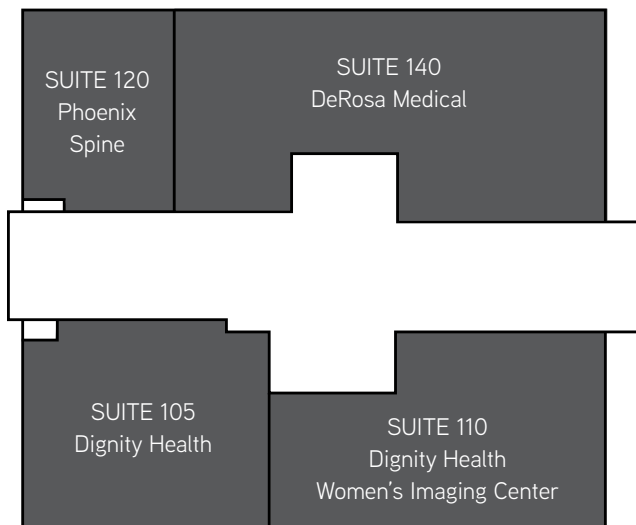 SUITE 120
Phoenix
Spine
SUITE 140
DeRosa Medical
SUITE 105
Dignity Health
SUITE 110
Dignity Health
Women's Imaging Center